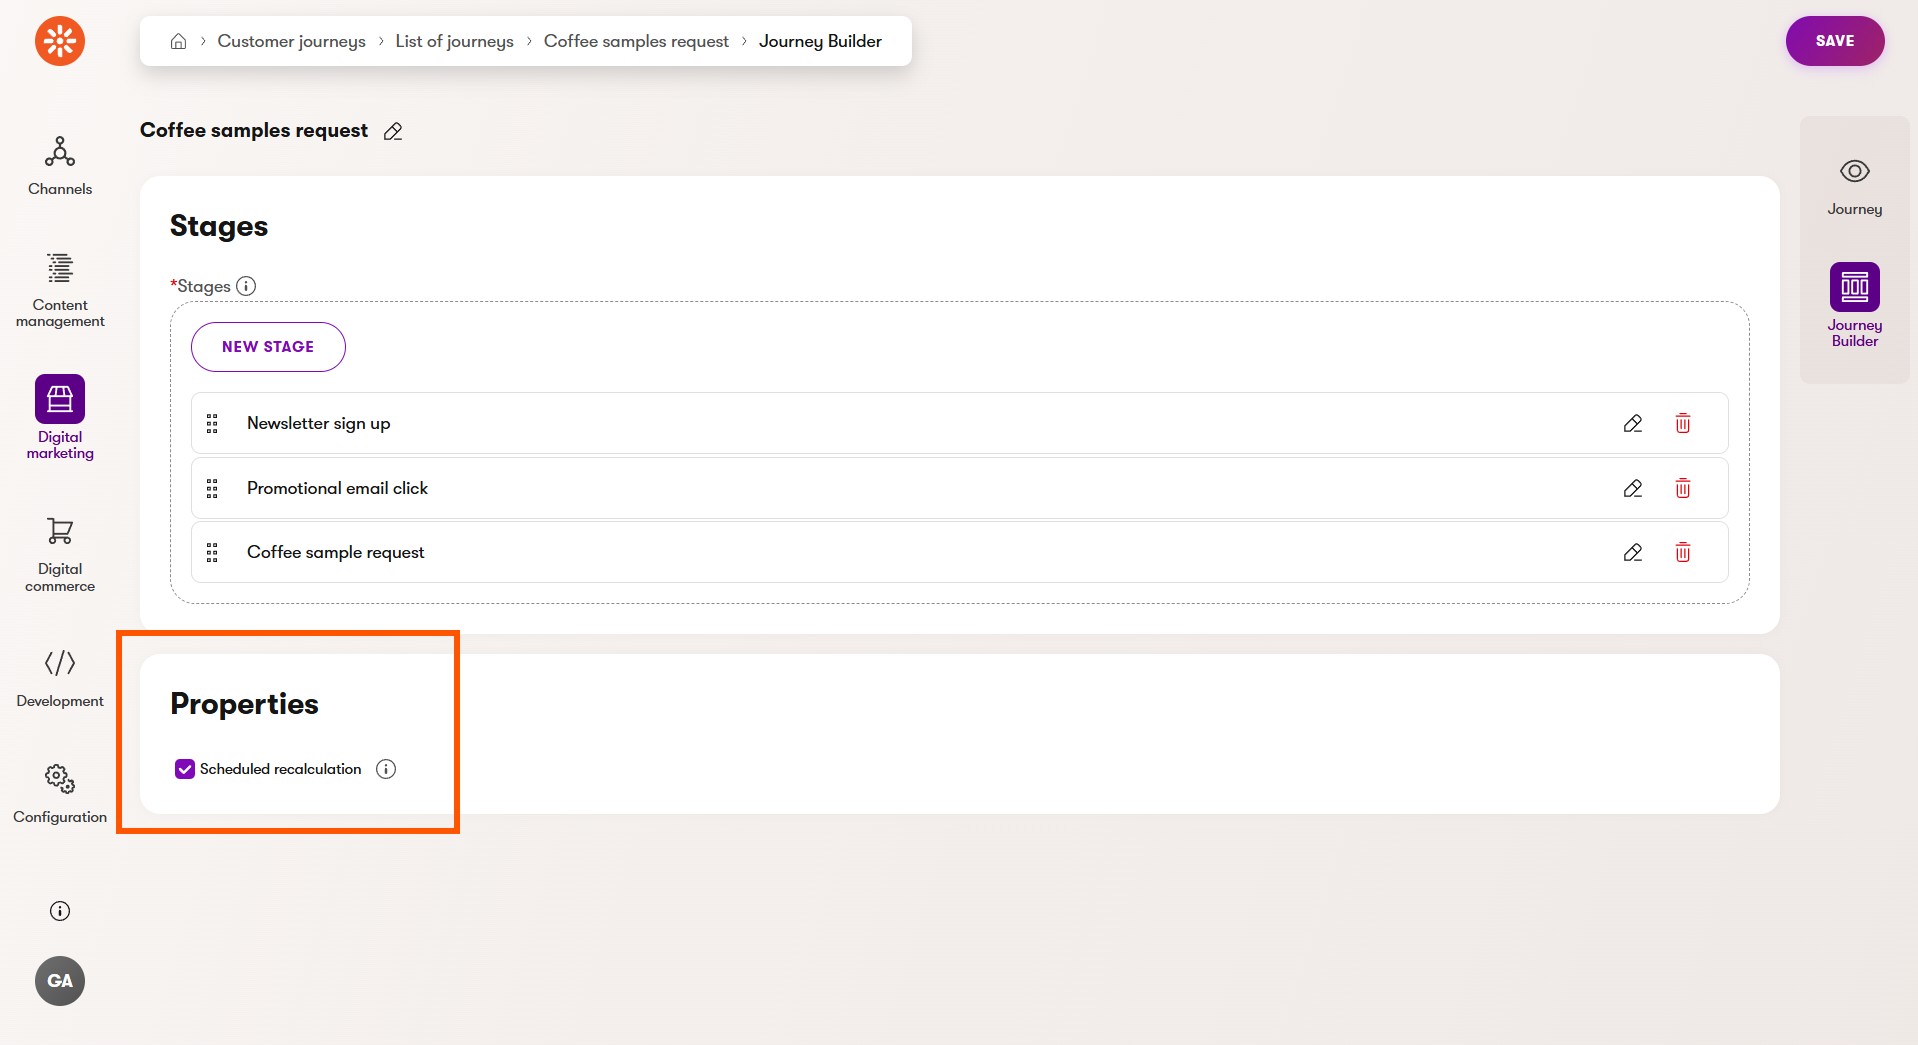 Customer journeys > List of journeys > Coffee samples request > Journey Builder
SAVE
Channels
Content
management
Digital
marketing
Digital
commerce
Development
Configuration
GA
Coffee samples request
Stages
*Stages
NEW STAGE
Newsletter sign up
Promotional email click
Coffee sample request
Properties
Scheduled recalculation
Journey
Journey
Builder